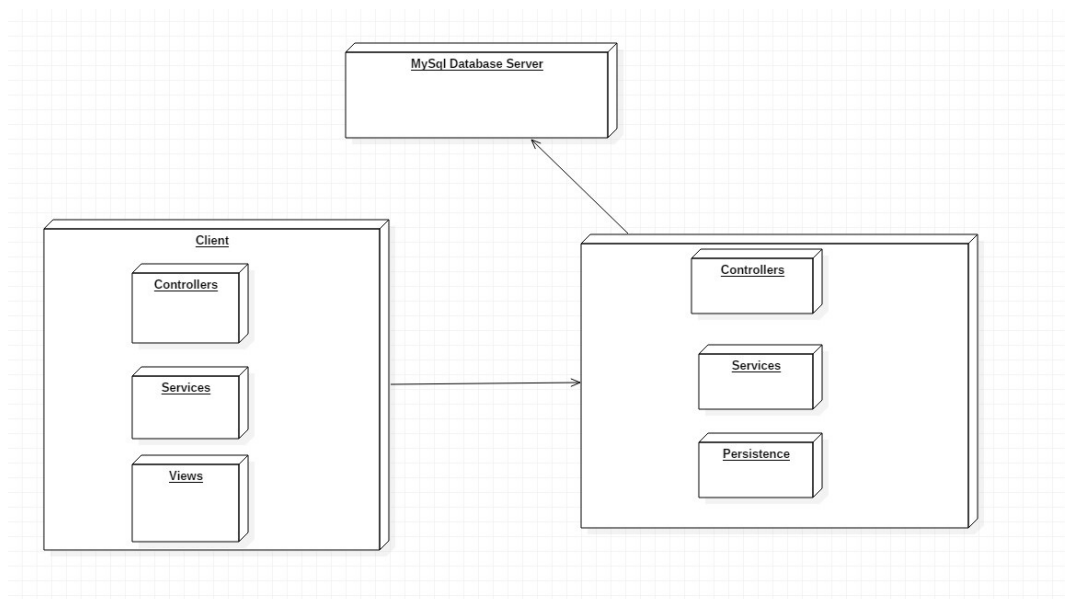 MySql Database Server
Client
Controllers
Services
Views
Controllers
Services
Persistence